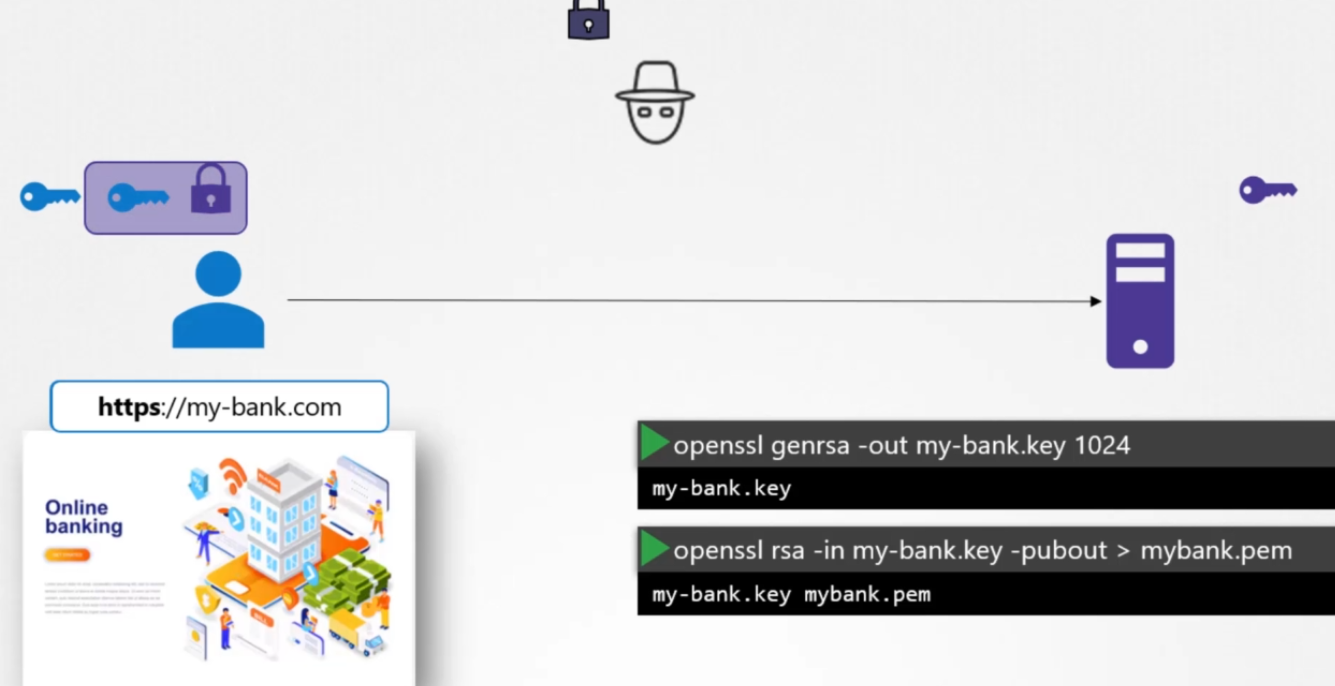 https://my-bank.com
Online
banking
openssl genrsa -out my-bank.key 1024
my-bank.key
openssl rsa -in my-bank.key -pubout > mybank.pem
my-bank.key mybank.pem